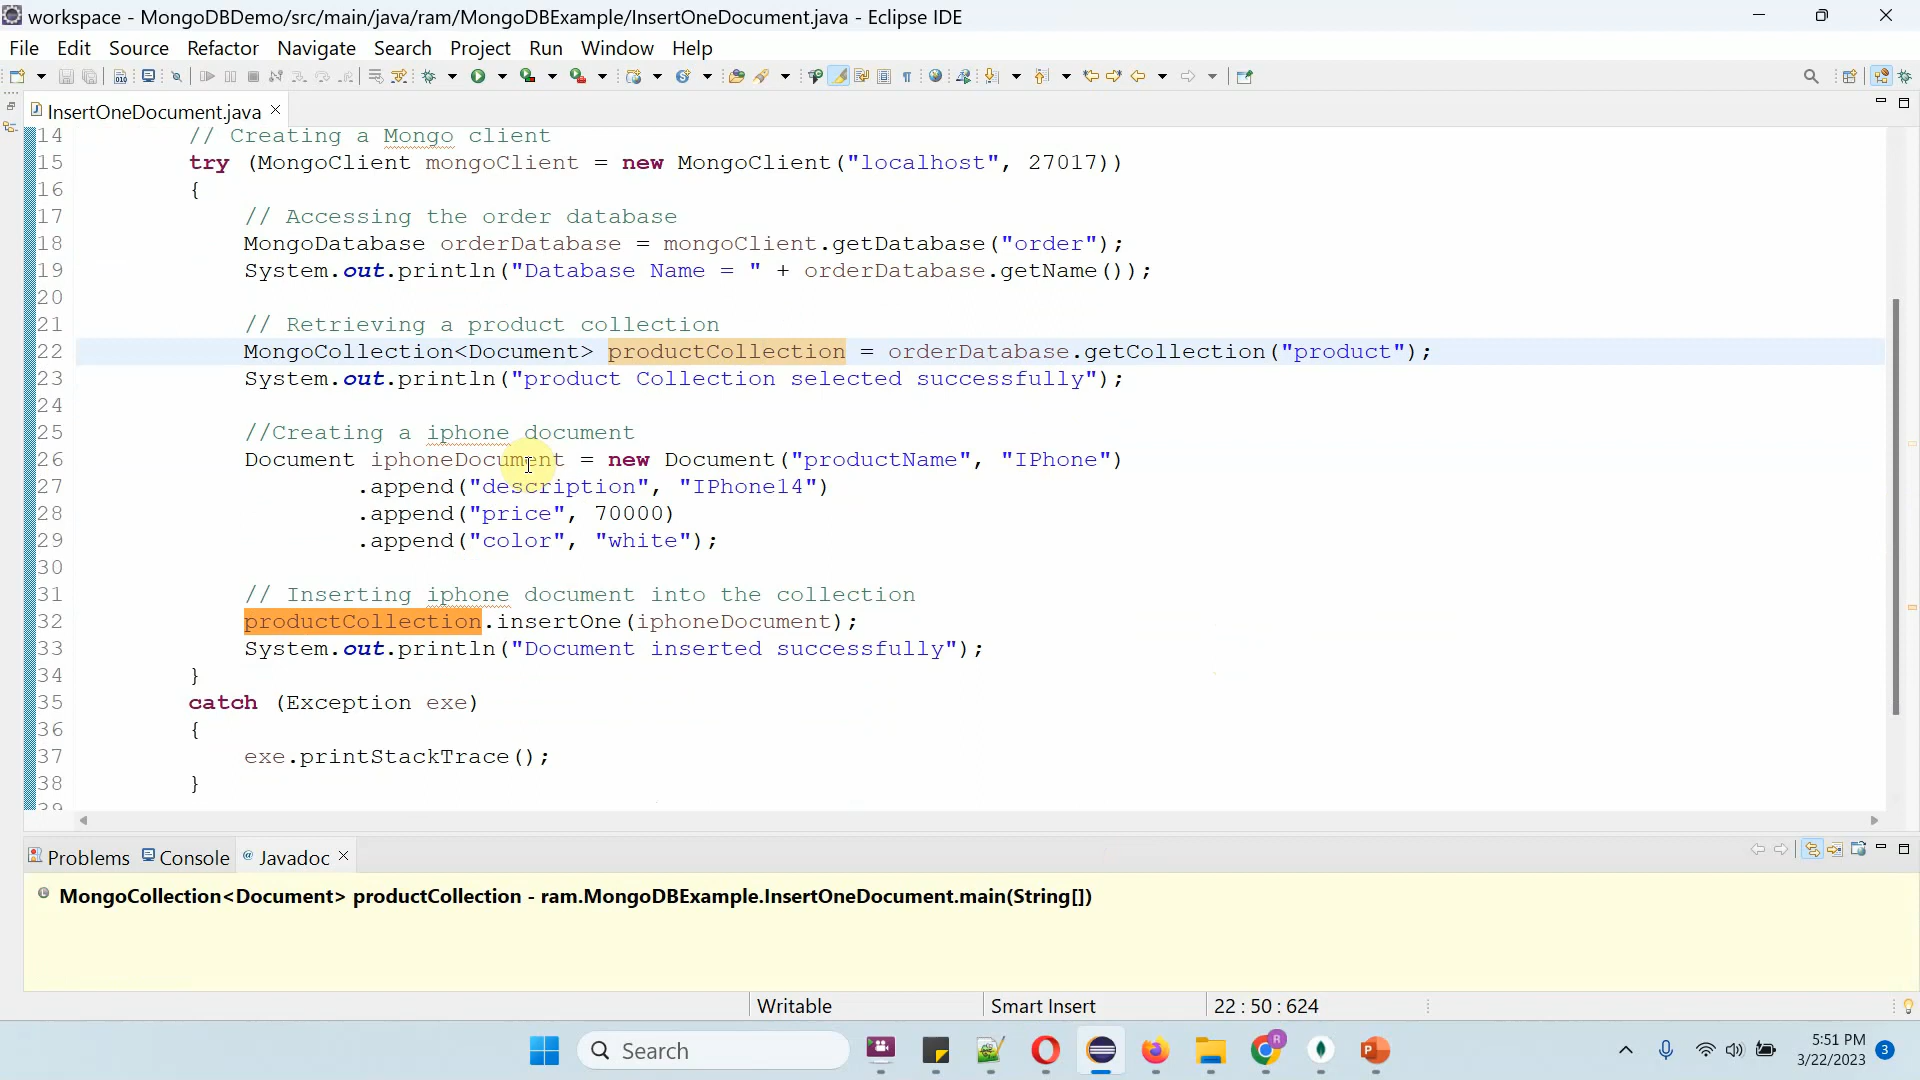 workspace - MongoDBDemo/src/main/java/ram/MongoDBExample/InsertOneDocument.java - Eclipse IDE
File Edit Source Refactor Navigate Search Project Run Window Help
InsertOneDocument.java
14 // Creating a Mongo client
15 try (MongoClient mongoClient = new MongoClient("localhost", 27017))
16 {
17 // Accessing the order database
18 MongoDatabase orderDatabase = mongoClient.getDatabase("order");
19 System.out.println("Database Name = " + orderDatabase.getName());
20
21 // Retrieving a product collection
22 MongoCollection<Document> productCollection = orderDatabase.getCollection("product");
23 System.out.println("product Collection selected successfully");
24
25 //Creating a iphone document
26 Document iphoneDocument = new Document("productName", "IPhone")
27 .append("description", "IPhone14")
28 .append("price", 70000)
29 .append("color", "white");
30
31 // Inserting iphone document into the collection
32 productCollection.insertOne(iphoneDocument);
33 System.out.println("Document inserted successfully");
34 }
35 catch (Exception exe)
36 {
37 exe.printStackTrace();
38 }
39
Problems Console @ Javadoc
MongoCollection<Document> productCollection - ram.MongoDBExample.InsertOneDocument.main(String[])
Writable Smart Insert 22 : 50 : 624
Search
5:51 PM
3/22/2023
3